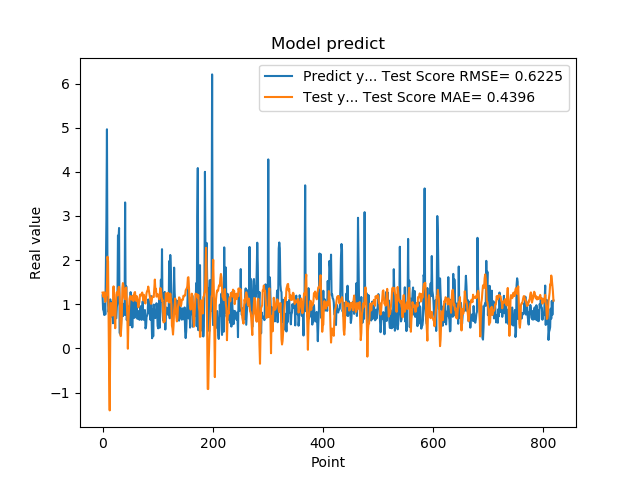 Model predict
Predict y... Test Score RMSE= 0.6225
Test y... Test Score MAE= 0.4396
6
5
4
3
2
1
0
−1
Real value
0 200 400 600 800
Point